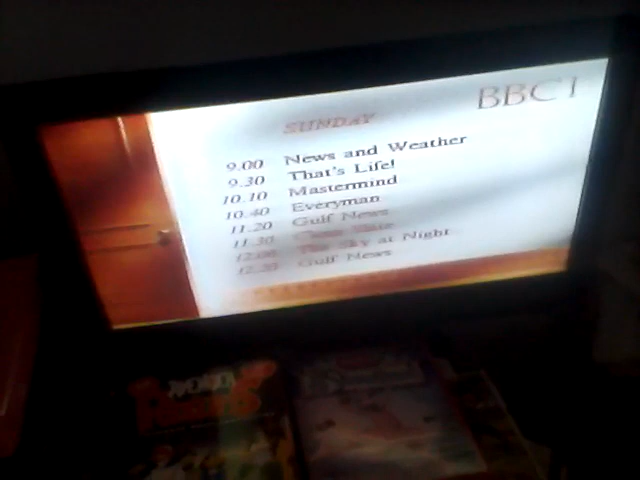 BBC1
SUNDAY
9.00 News and Weather
9.30 That's Life!
10.10 Mastermind
10.40 Everyman
11.20 Gulf News
11.30
12.00 The Sky at Night
12.20 Gulf News